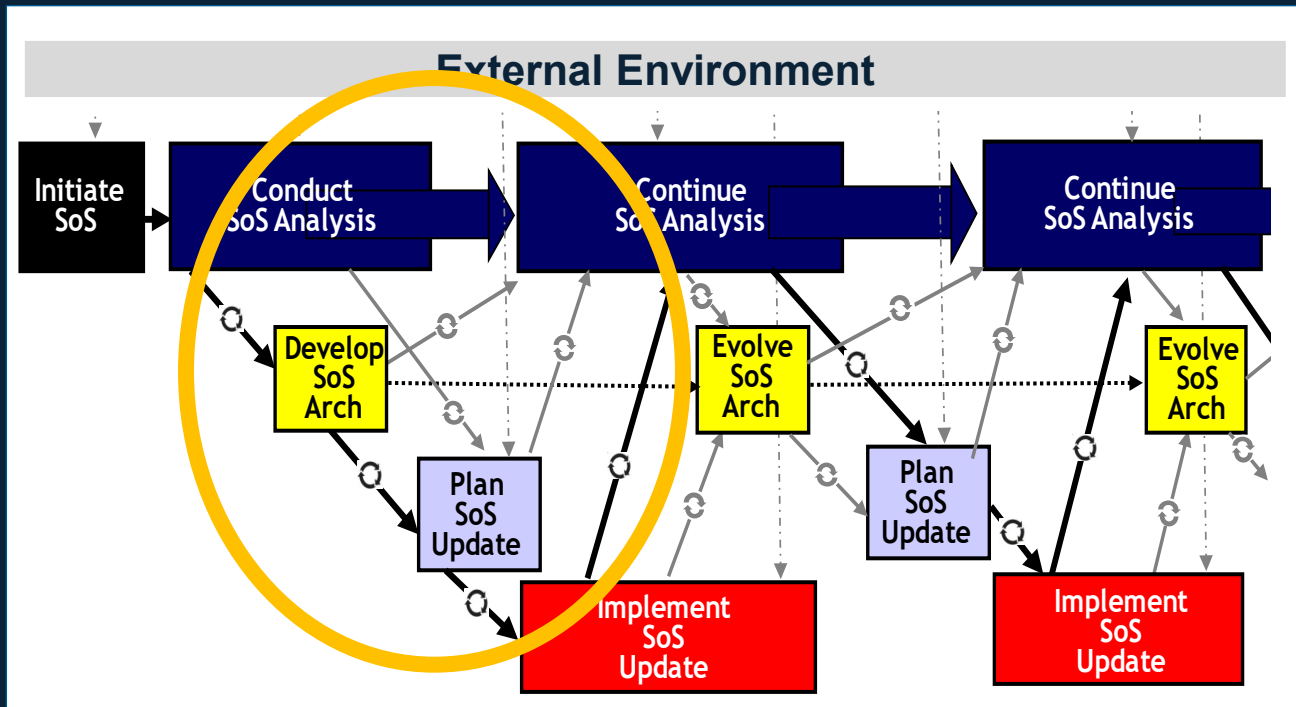 External Environment
Initiate
SoS
Conduct
SoS Analysis
Continue
SoS Analysis
Continue
SoS Analysis
Develop
SoS
Arch
Evolve
SoS
Arch
Evolve
SoS
Arch
Plan
SoS
Update
Plan
SoS
Update
Implement
SoS
Update
Implement
SoS
Update